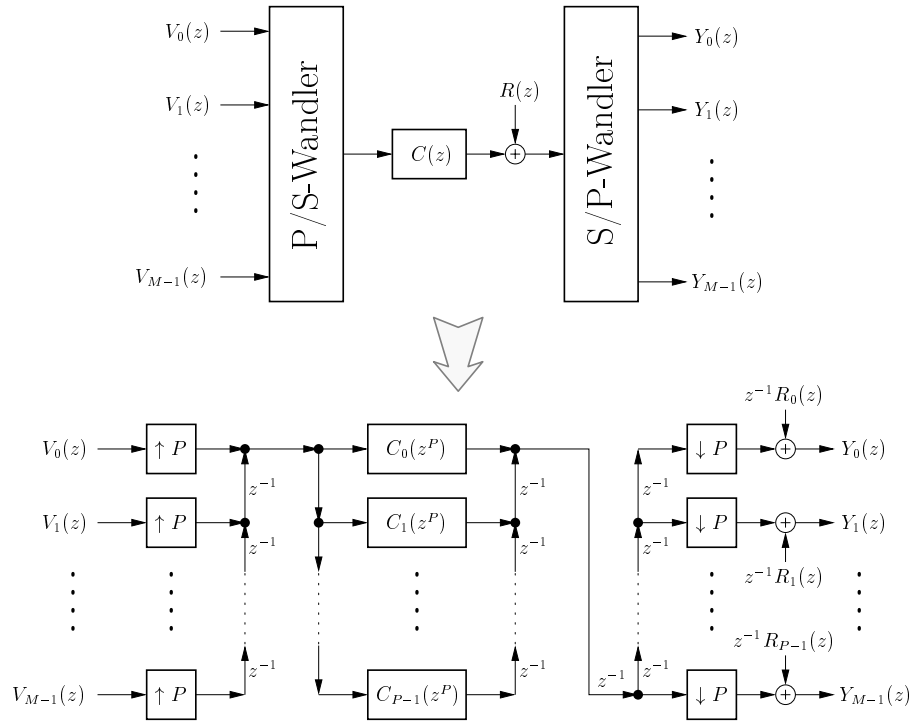 V_0(z)
V_1(z)
V_{M−1}(z)
P/S-Wandler
C(z)
R(z)
+
S/P-Wandler
Y_0(z)
Y_1(z)
Y_{M−1}(z)
z^{−1}R_0(z)
V_0(z) ↑ P C_0(z^P) ↓ P + Y_0(z)
z^{−1} z^{−1} z^{−1}
V_1(z) ↑ P C_1(z^P) ↓ P + Y_1(z)
z^{−1} z^{−1} z^{−1}
z^{−1}R_1(z)
z^{−1}R_{P−1}(z)
z^{−1} z^{−1} z^{−1} z^{−1}
V_{M−1}(z) ↑ P C_{P−1}(z^P) ↓ P + Y_{M−1}(z)